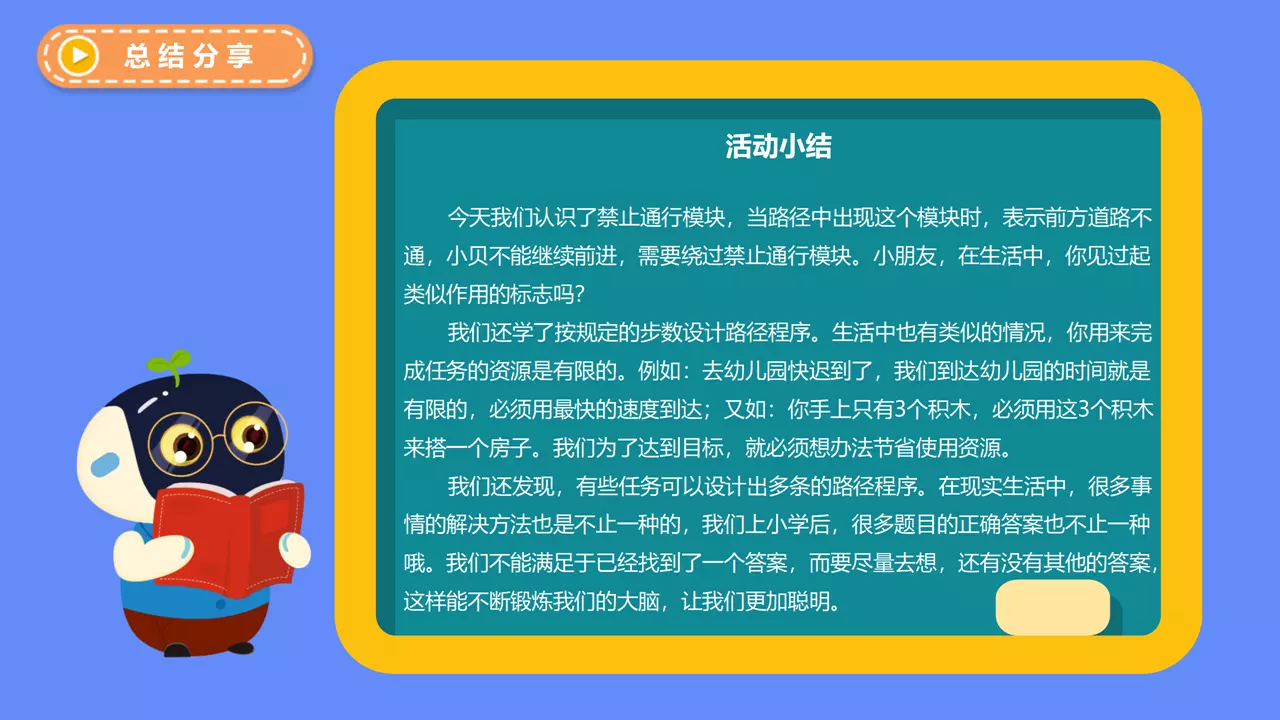 总结分享
活动小结
今天我们认识了禁止通行模块，当路径中出现这个模块时，表示前方道路不
通，小贝不能继续前进，需要绕过禁止通行模块。小朋友，在生活中，你见过起
类似作用的标志吗？
我们还学了按规定的步数设计路径程序。生活中也有类似的情况，你用来完
成任务的资源是有限的。例如：去幼儿园快迟到了，我们到达幼儿园的时间就是
有限的，必须用最快的速度到达；又如：你手上只有3个积木，必须用这3个积木
来搭一个房子。我们为了达到目标，就必须想办法节省使用资源。
我们还发现，有些任务可以设计出多条的路径程序。在现实生活中，很多事
情的解决方法也是不止一种的，我们上小学后，很多题目的正确答案也不止一种
哦。我们不能满足于已经找到了一个答案，而要尽量去想，还有没有其他的答案，
这样能不断锻炼我们的大脑，让我们更加聪明。